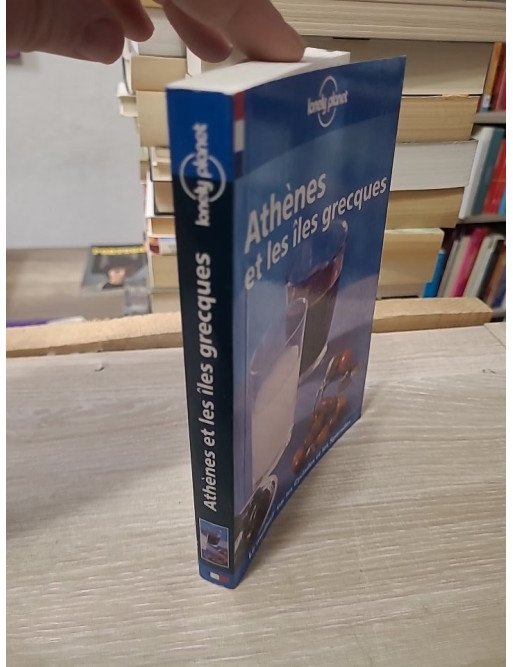 lonely planet
Athènes et les îles grecques
lonely planet
Athènes
et les îles grecques